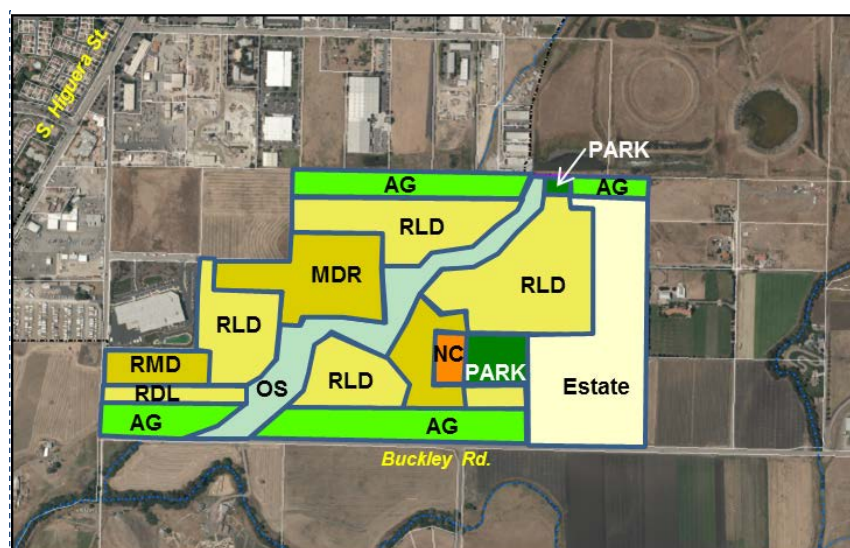 S. Higuera St.
PARK
AG
AG
RLD
MDR
RLD
RLD
NC
RMD
RLD
PARK
OS
Estate
RDL
AG
AG
Buckley Rd.